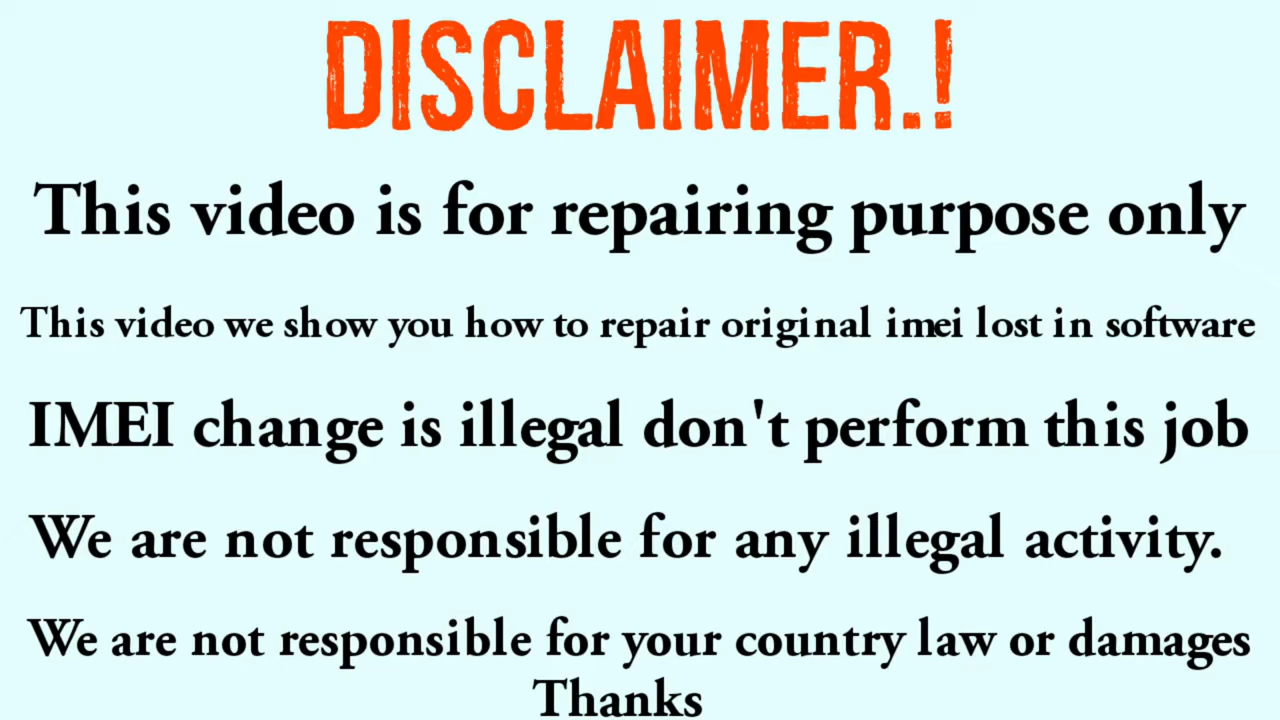 DISCLAIMER.!
This video is for repairing purpose only
This video we show you how to repair original imei lost in software
IMEI change is illegal don't perform this job
We are not responsible for any illegal activity.
We are not responsible for your country law or damages
Thanks